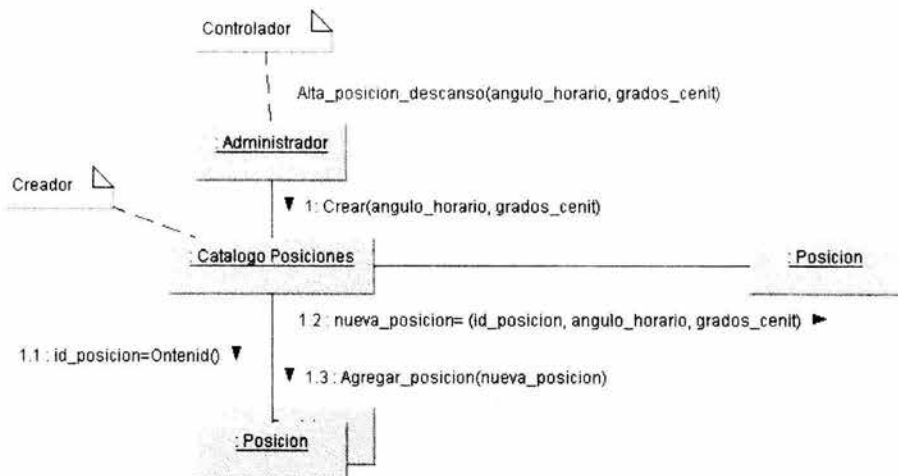 Controlador
Alta_posicion_descanso(angulo_horario, grados_cenit)
: Administrador
Creador
1: Crear(angulo_horario, grados_cenit)
: Catalogo Posiciones
: Posicion
1.2 : nueva_posicion= (id_posicion, angulo_horario, grados_cenit)
1.1 : id_posicion=Ontenid()
1.3 : Agregar_posicion(nueva_posicion)
: Posicion